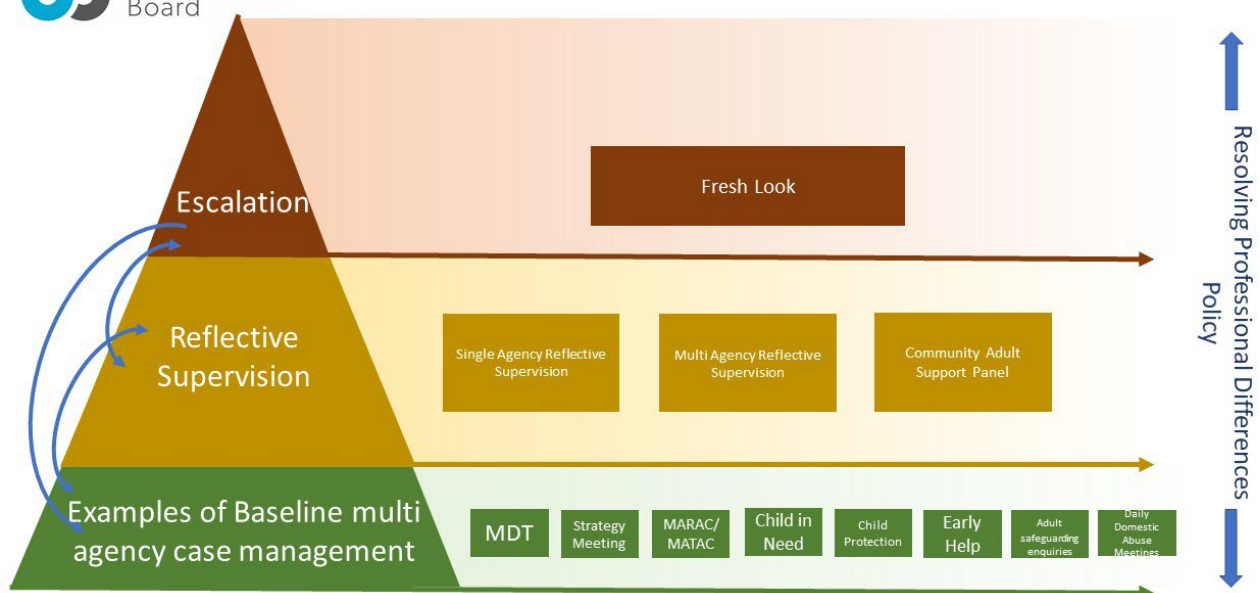 Board
Escalation
Fresh Look
Reflective
Supervision
Single Agency Reflective
Supervision
Multi Agency Reflective
Supervision
Community Adult
Support Panel
Examples of Baseline multi
agency case management
MDT
Strategy
Meeting
MARAC/
MATAC
Child in
Need
Child
Protection
Early
Help
Adult
safeguarding
enquiries
Daily
Domestic
Abuse
Meetings
Resolving Professional Differences
Policy